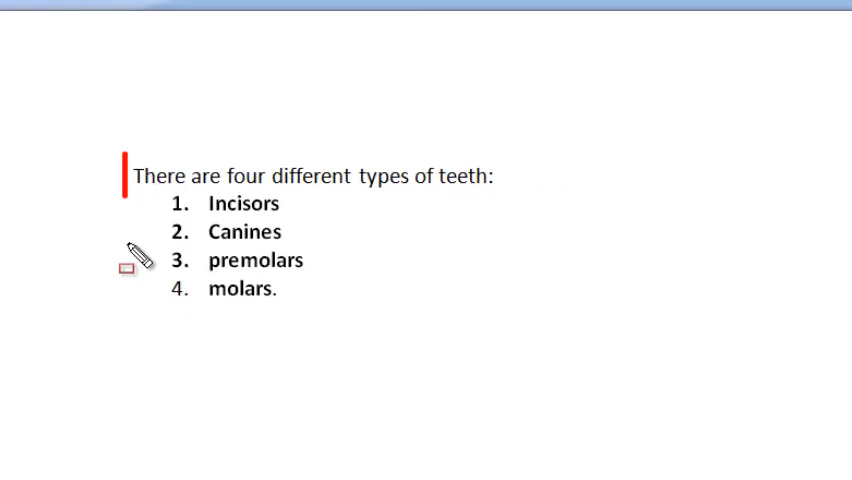 There are four different types of teeth:
1. Incisors
2. Canines
3. premolars
4. molars.